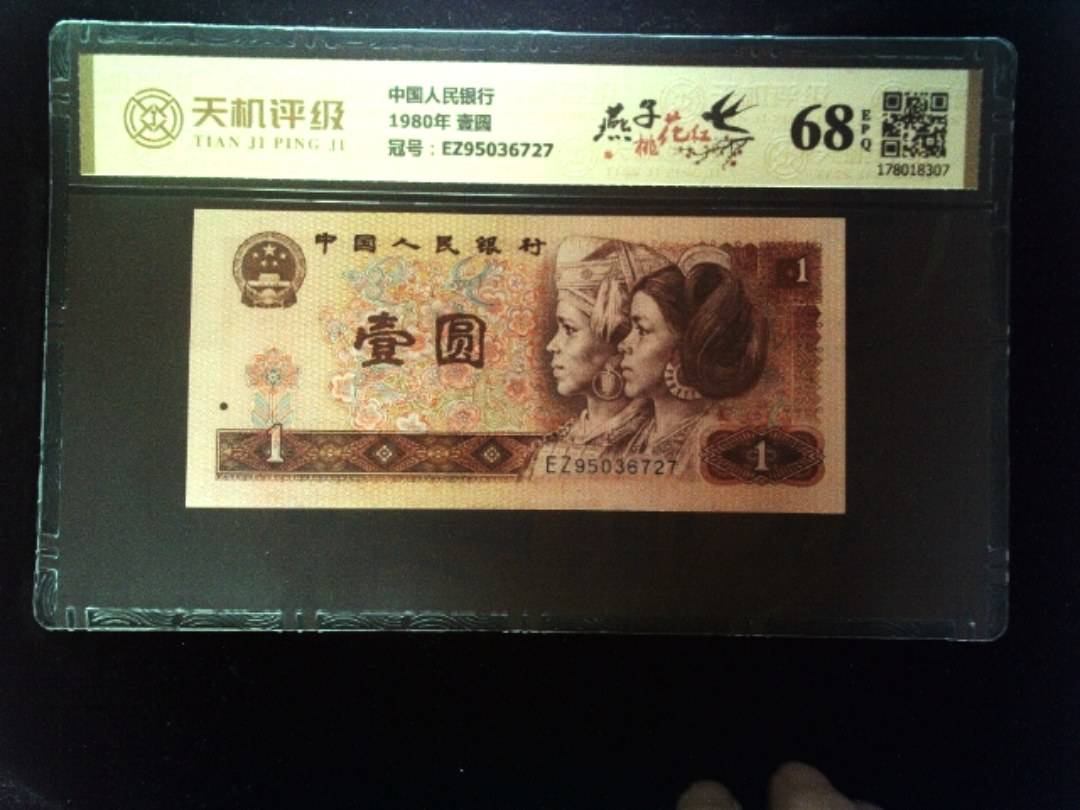 天机评级
TIAN JI PING JI
中国人民银行
1980年 壹圆
冠号：EZ95036727
燕子
桃花红
68
EPQ
178018307
中国人民银行
1
壹圆
1
EZ95036727
1